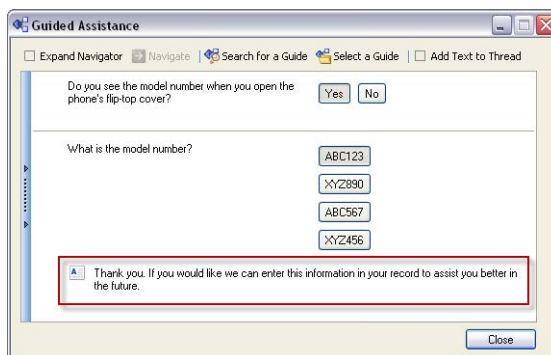 Guided Assistance
Expand Navigator Navigate Search for a Guide Select a Guide Add Text to Thread
Do you see the model number when you open the
phone's flip-top cover?
Yes No
What is the model number?
ABC123
XYZ890
ABC567
XYZ456
A
Thank you. If you would like we can enter this information in your record to assist you better in
the future.
Close